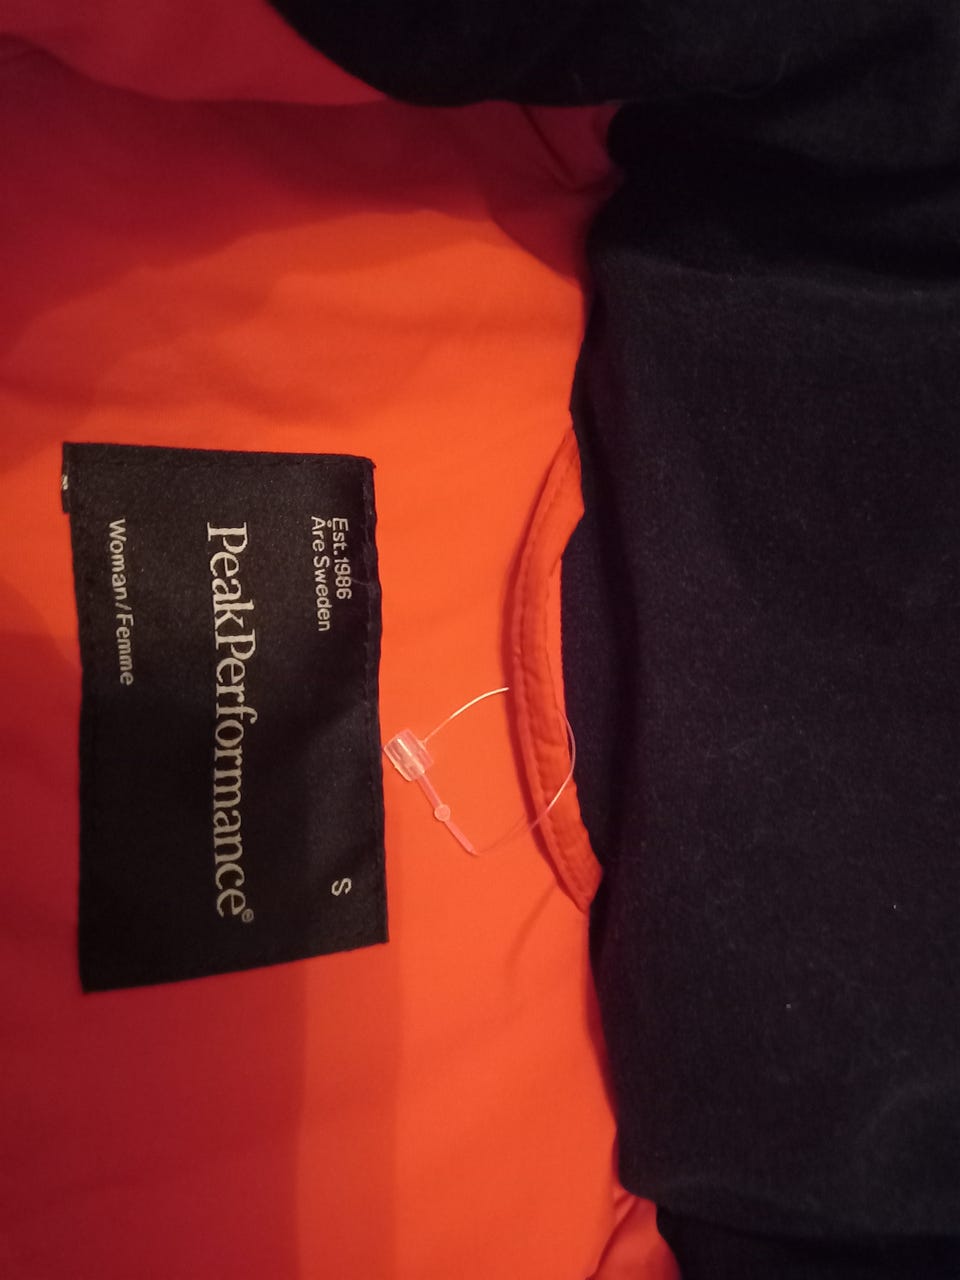 Est.1986
Åre Sweden
S
PeakPerformance®
Woman/Femme